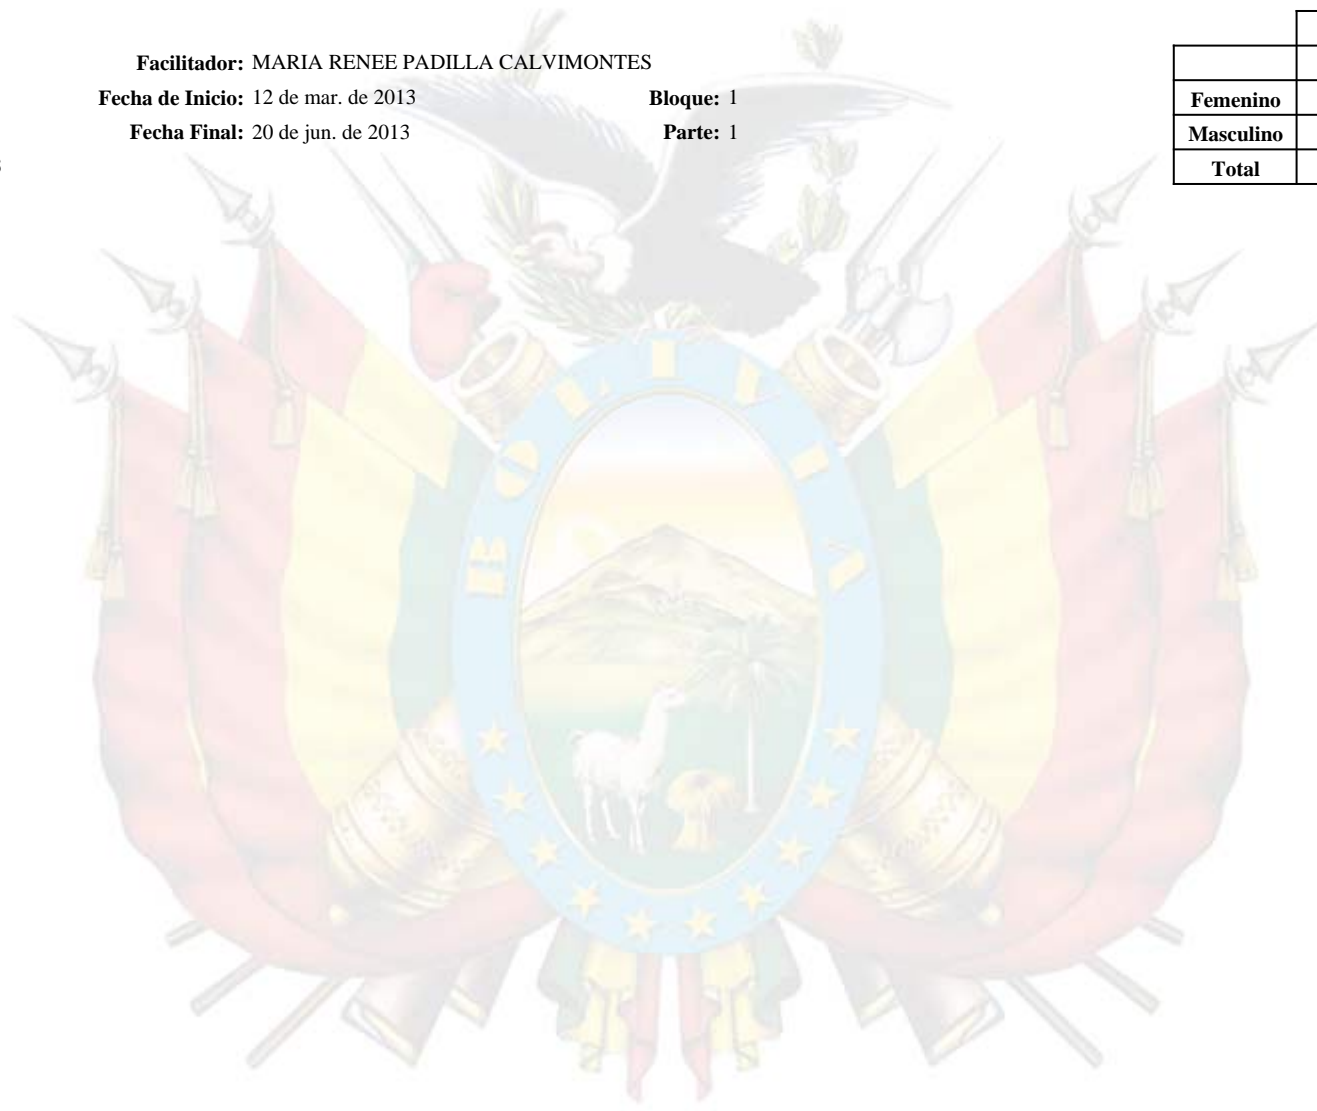 Facilitador: MARIA RENEE PADILLA CALVIMONTES
Fecha de Inicio: 12 de mar. de 2013 Bloque: 1
Fecha Final: 20 de jun. de 2013 Parte: 1
Femenino
Masculino
Total
BOLIVIA